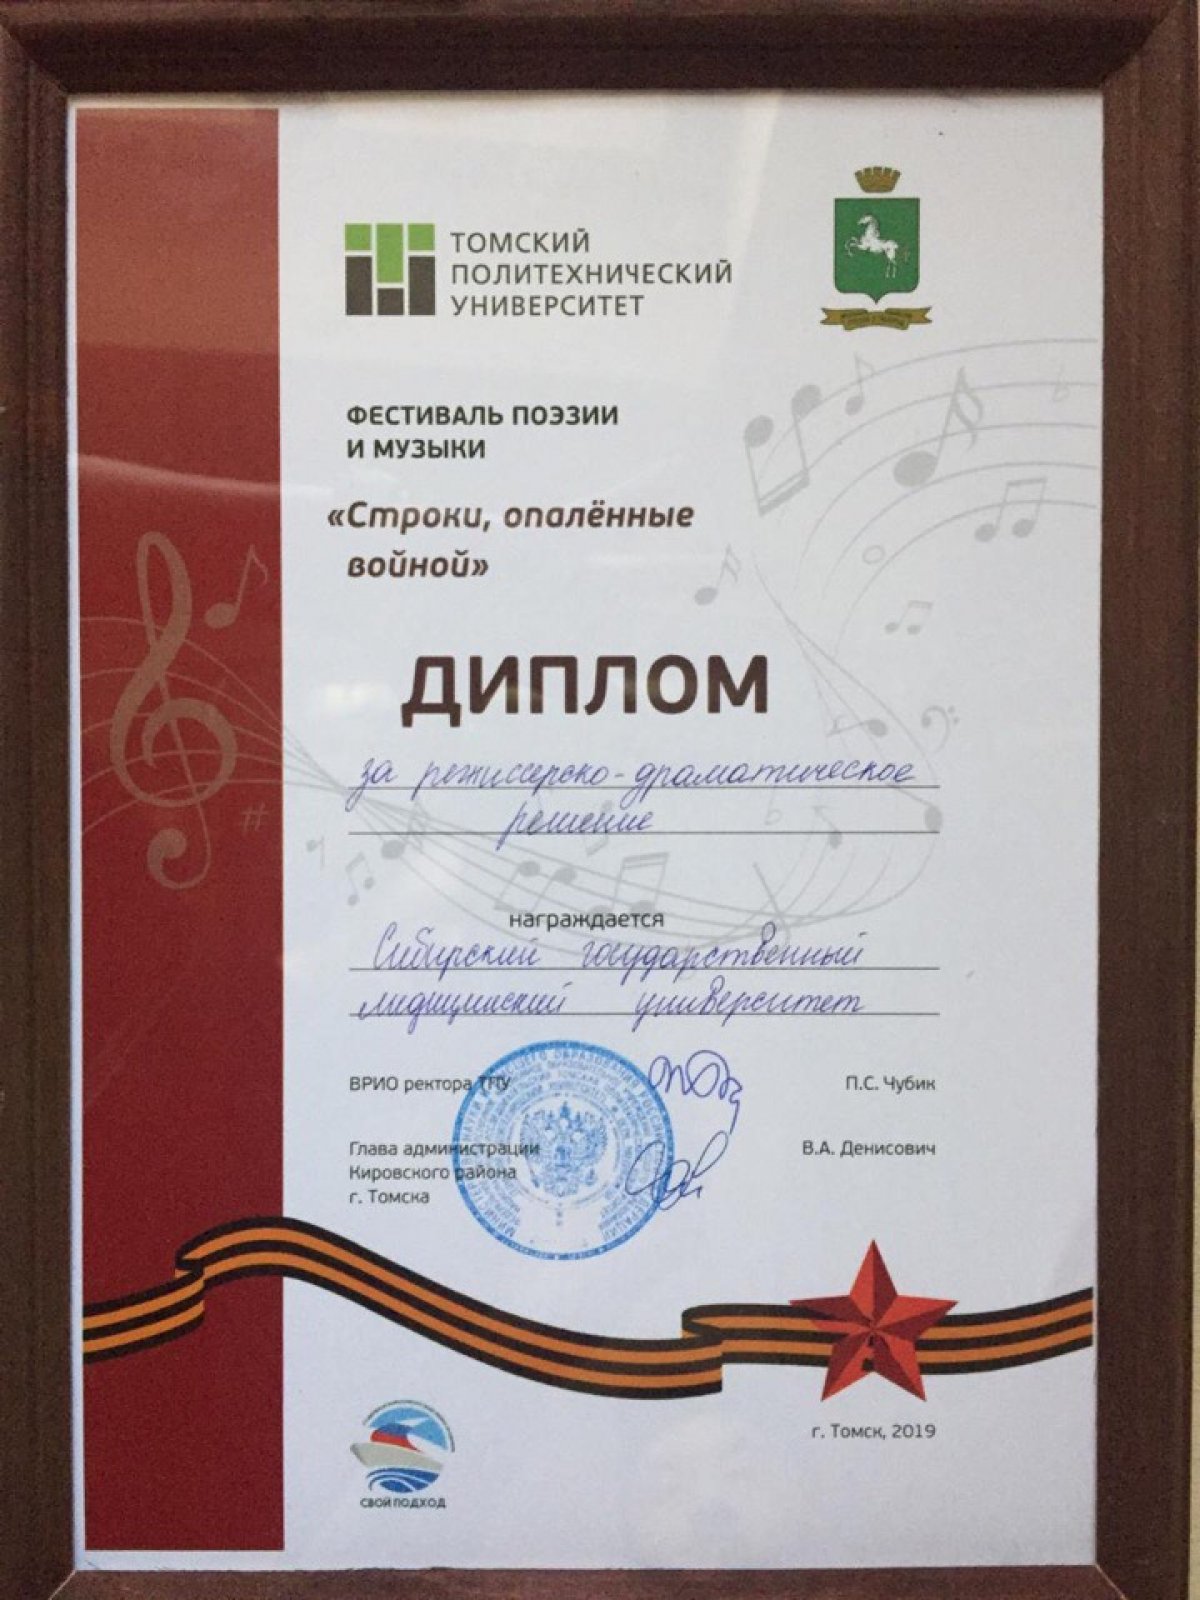 ТОМСКИЙ
ПОЛИТЕХНИЧЕСКИЙ
УНИВЕРСИТЕТ
ФЕСТИВАЛЬ ПОЭЗИИ
И МУЗЫКИ
«Строки, опалённые
войной»
ДИПЛОМ
за режиссерско-драматическое
решение
награждается
Сибирский государственный
медицинский университет
ВРИО ректора ТПУ
П.С. Чубик
Глава администрации
Кировского района
г. Томска
В.А. Денисович
г. Томск, 2019
СВОЙ ПОДХОД